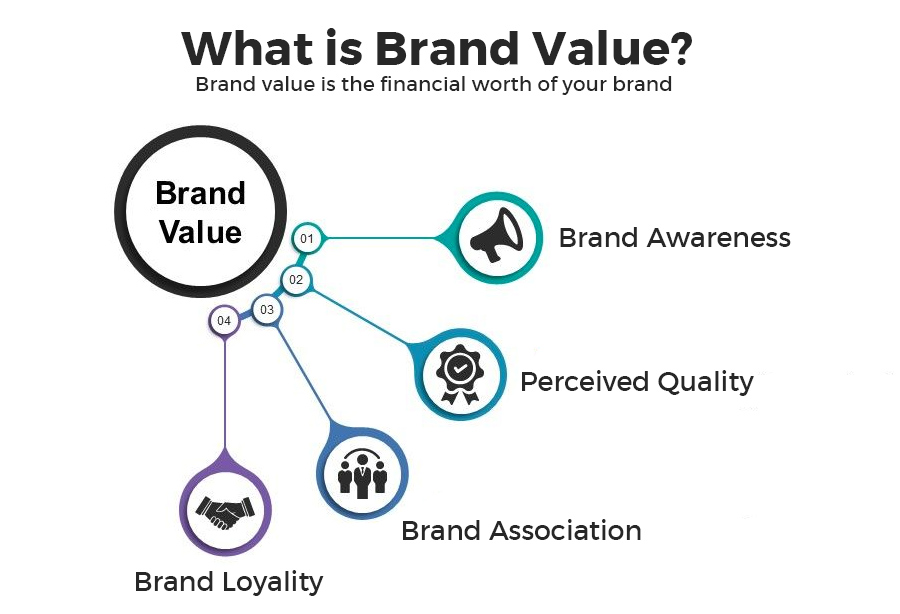 What is Brand Value?
Brand value is the financial worth of your brand
Brand
Value
01
Brand Awareness
02
Perceived Quality
03
Brand Association
04
Brand Loyality